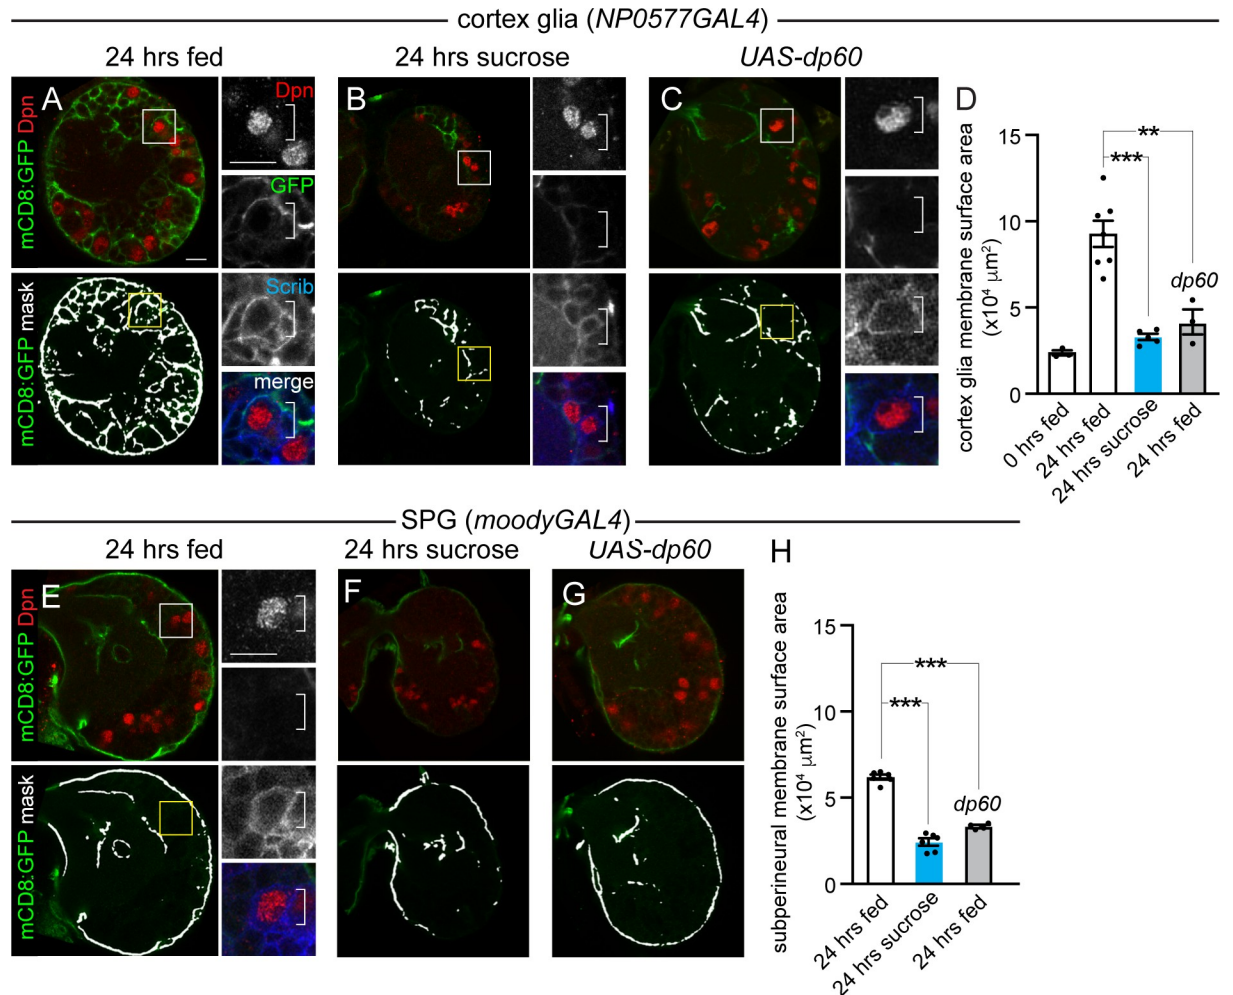 cortex glia (NP0577GAL4)
24 hrs fed
24 hrs sucrose
UAS-dp60
mCD8:GFP Dpn
A
Dpn
GFP
B
C
mCD8:GFP mask
Scrib
merge
D
cortex glia membrane surface area
(x10⁴ µm²)
15
10
5
0
**
***
dp60
0 hrs fed
24 hrs fed
24 hrs sucrose
24 hrs fed
SPG (moodyGAL4)
24 hrs fed
24 hrs sucrose
UAS-dp60
mCD8:GFP Dpn
E
F
G
mCD8:GFP mask
H
subperineural membrane surface area
(x10⁴ µm²)
15
10
5
0
***
***
dp60
24 hrs fed
24 hrs sucrose
24 hrs fed